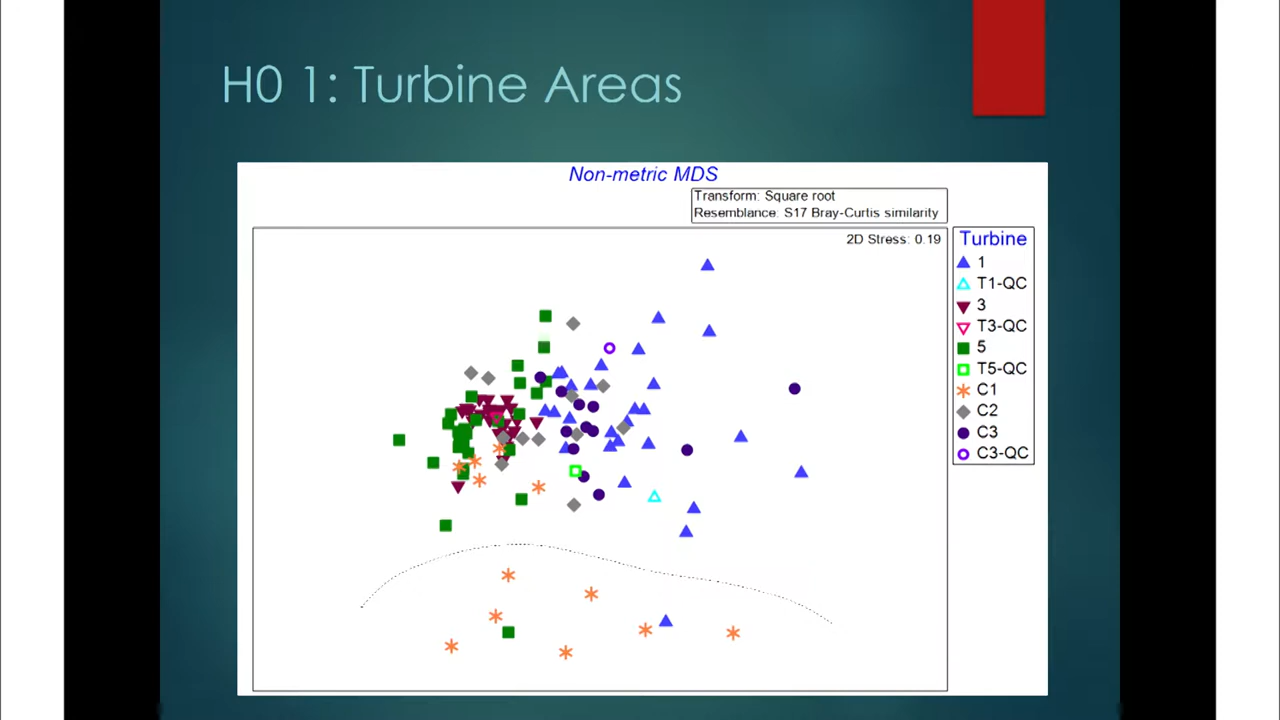 H0 1: Turbine Areas
Non-metric MDS
Transform: Square root
Resemblance: S17 Bray-Curtis similarity
2D Stress: 0.19
Turbine
1
T1-QC
3
T3-QC
5
T5-QC
C1
C2
C3
C3-QC